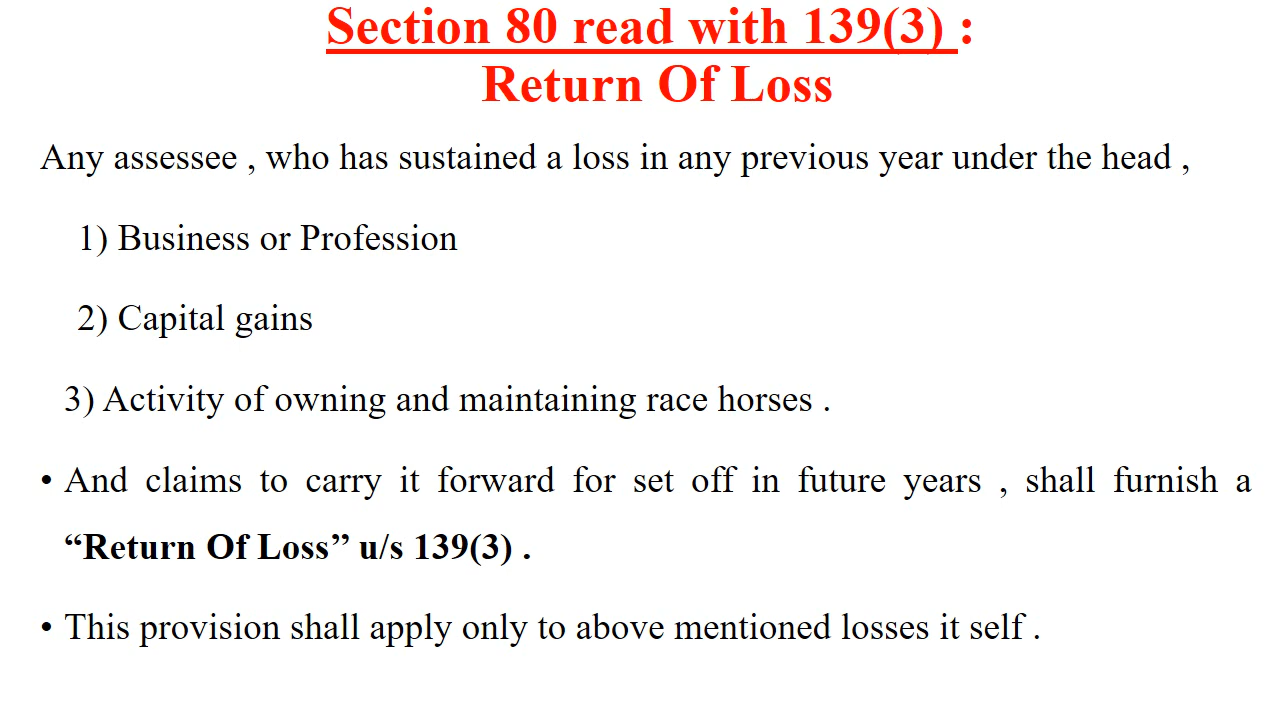 Section 80 read with 139(3) :
Return Of Loss
Any assessee , who has sustained a loss in any previous year under the head ,
1) Business or Profession
2) Capital gains
3) Activity of owning and maintaining race horses .
• And claims to carry it forward for set off in future years , shall furnish a
“Return Of Loss” u/s 139(3) .
• This provision shall apply only to above mentioned losses it self .